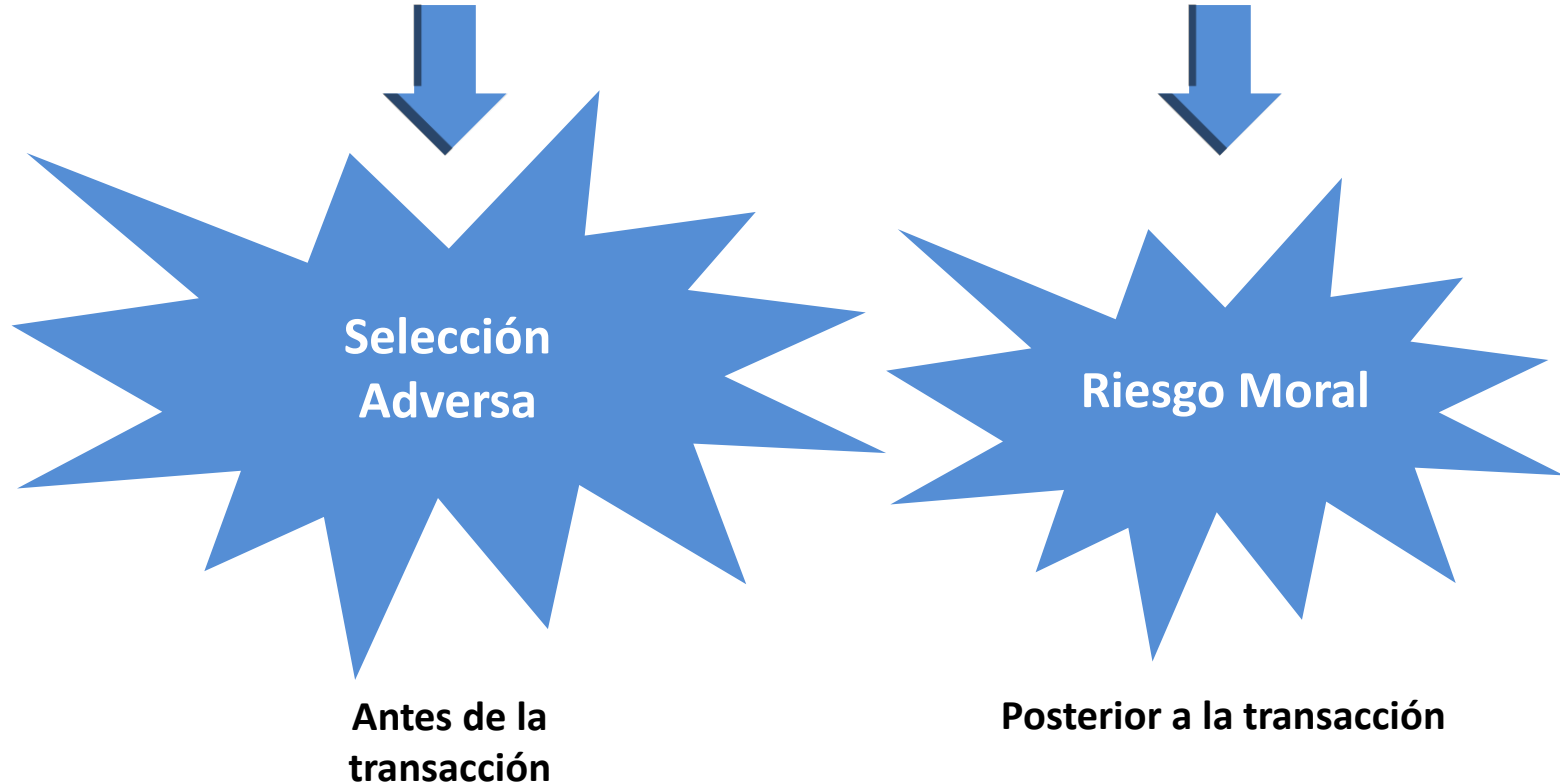 Selección
Adversa
Riesgo Moral
Antes de la
transacción
Posterior a la transacción